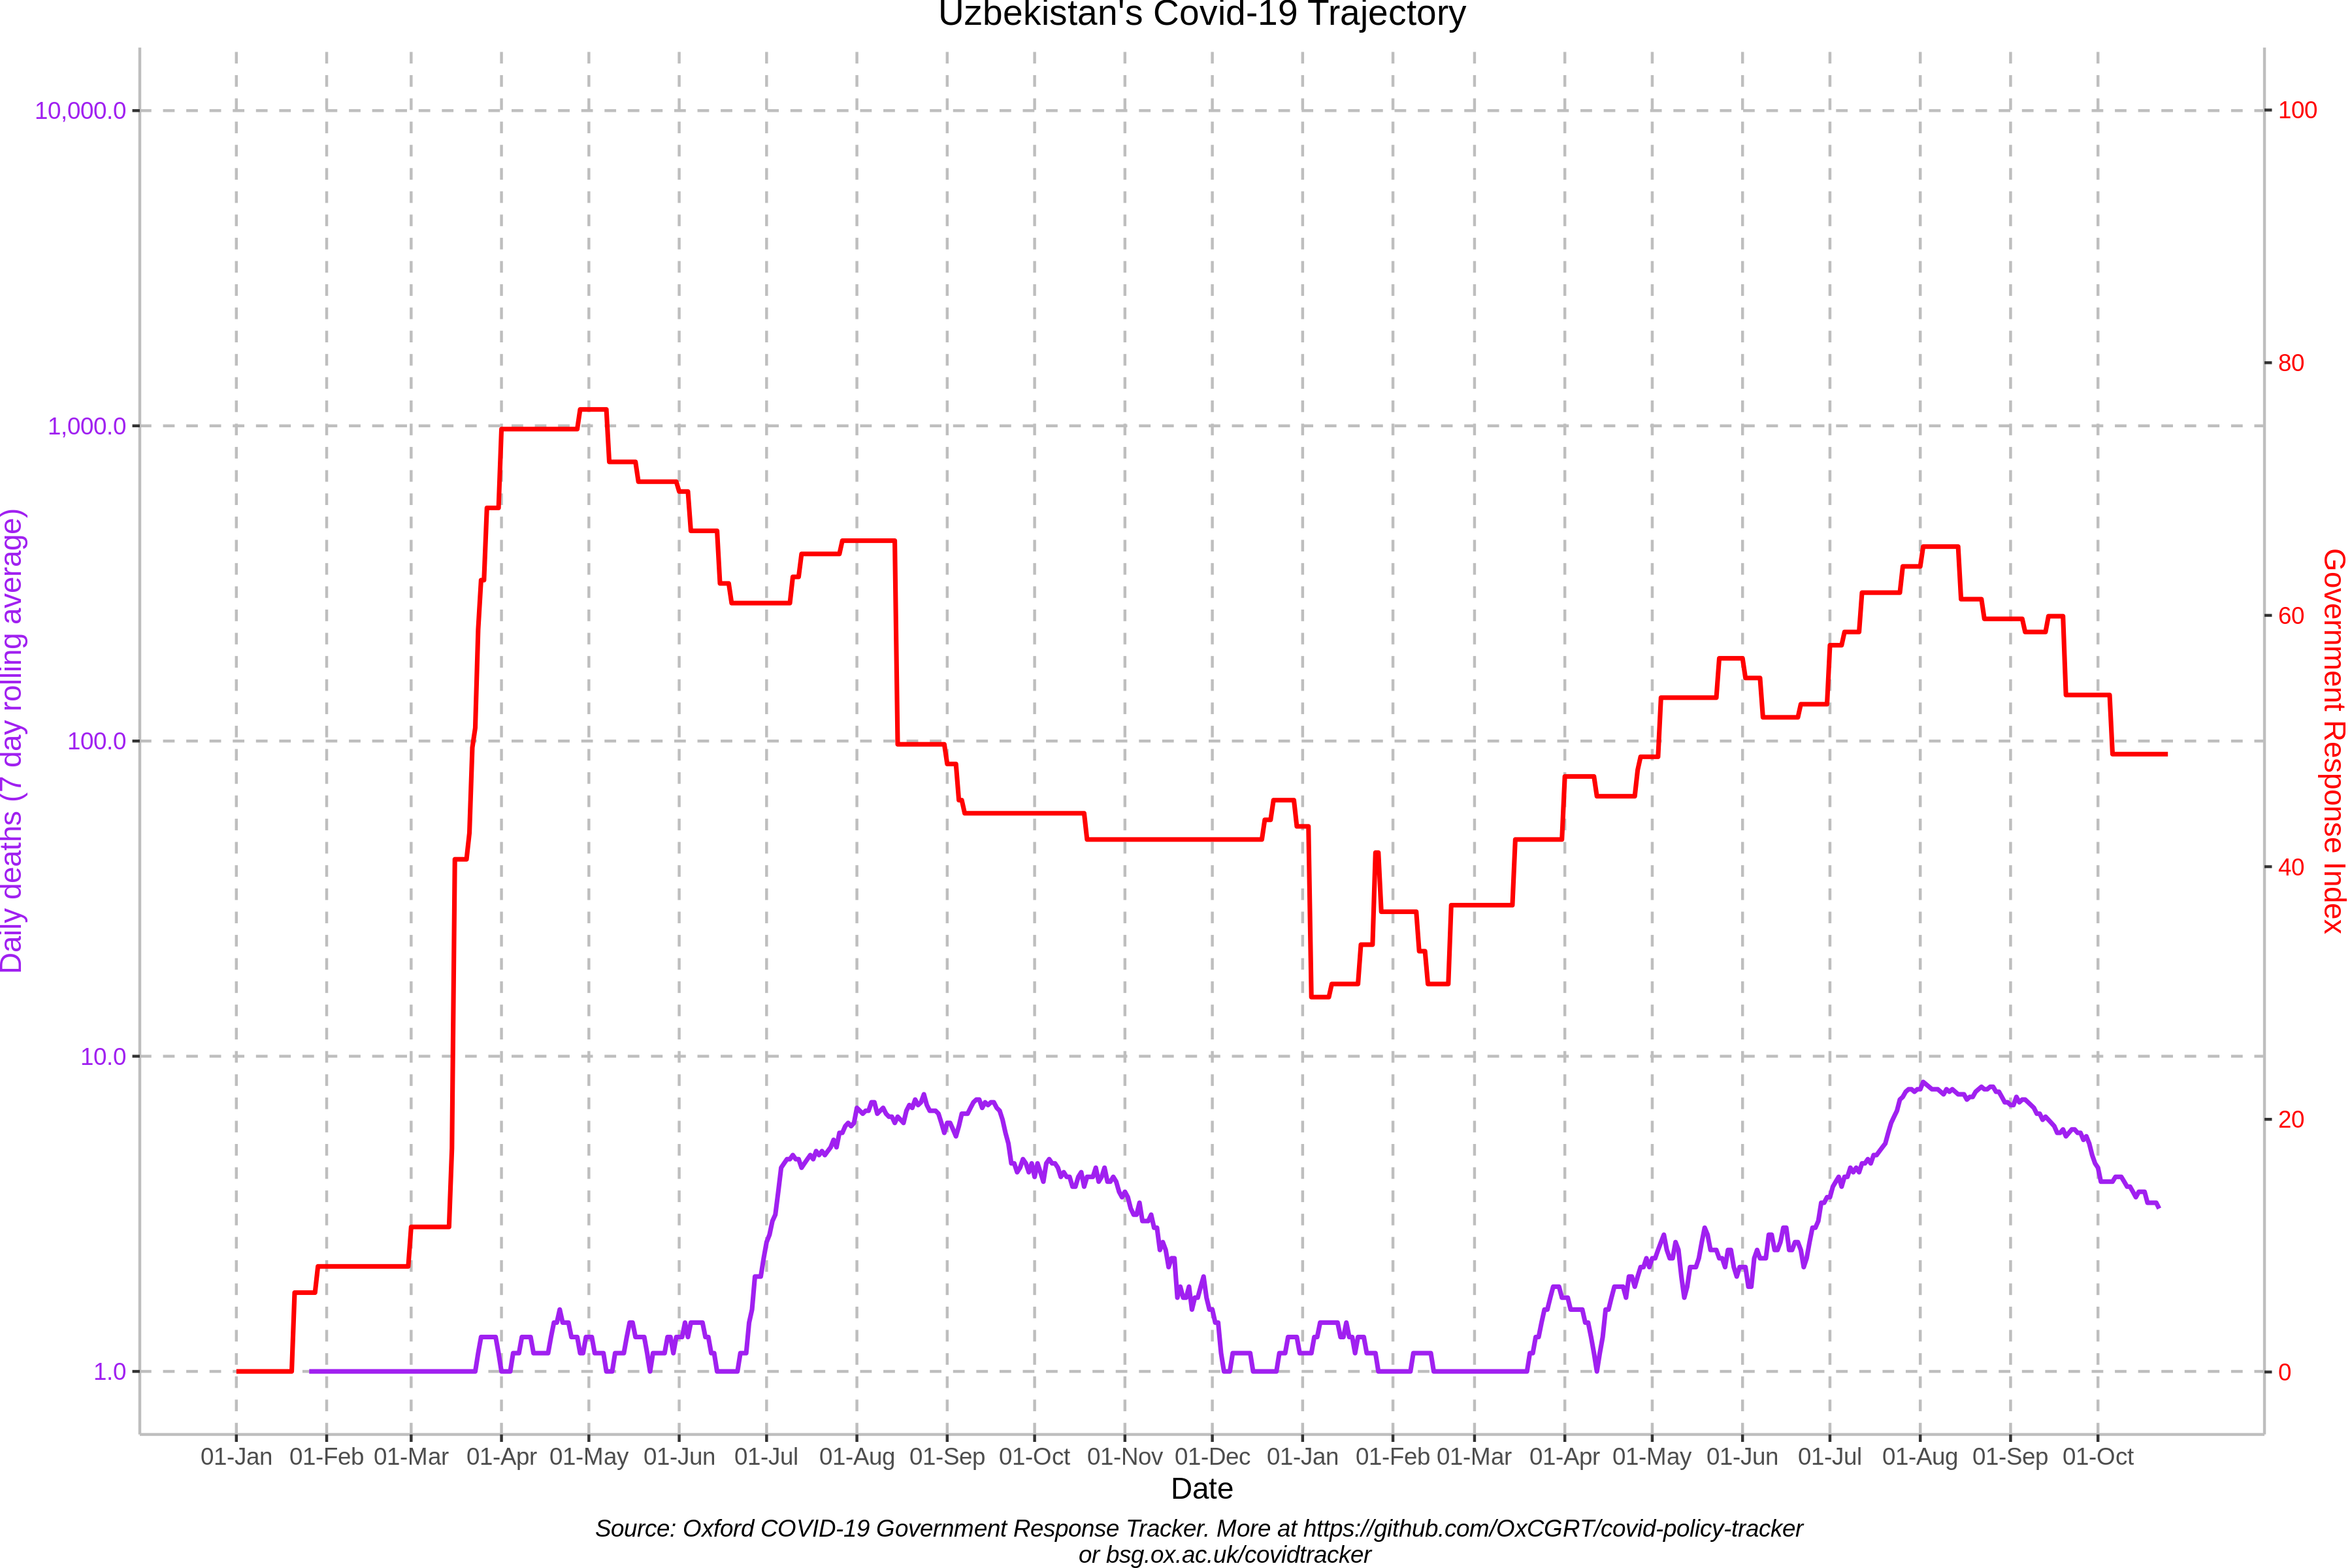 Uzbekistan's Covid-19 Trajectory
10,000.0
1,000.0
100.0
10.0
1.0
Daily deaths (7 day rolling average)
100
80
60
40
20
0
Government Response Index
01-Jan 01-Feb 01-Mar 01-Apr 01-May 01-Jun 01-Jul 01-Aug 01-Sep 01-Oct 01-Nov 01-Dec 01-Jan 01-Feb 01-Mar 01-Apr 01-May 01-Jun 01-Jul 01-Aug 01-Sep 01-Oct
Date
Source: Oxford COVID-19 Government Response Tracker. More at https://github.com/OxCGRT/covid-policy-tracker
or bsg.ox.ac.uk/covidtracker